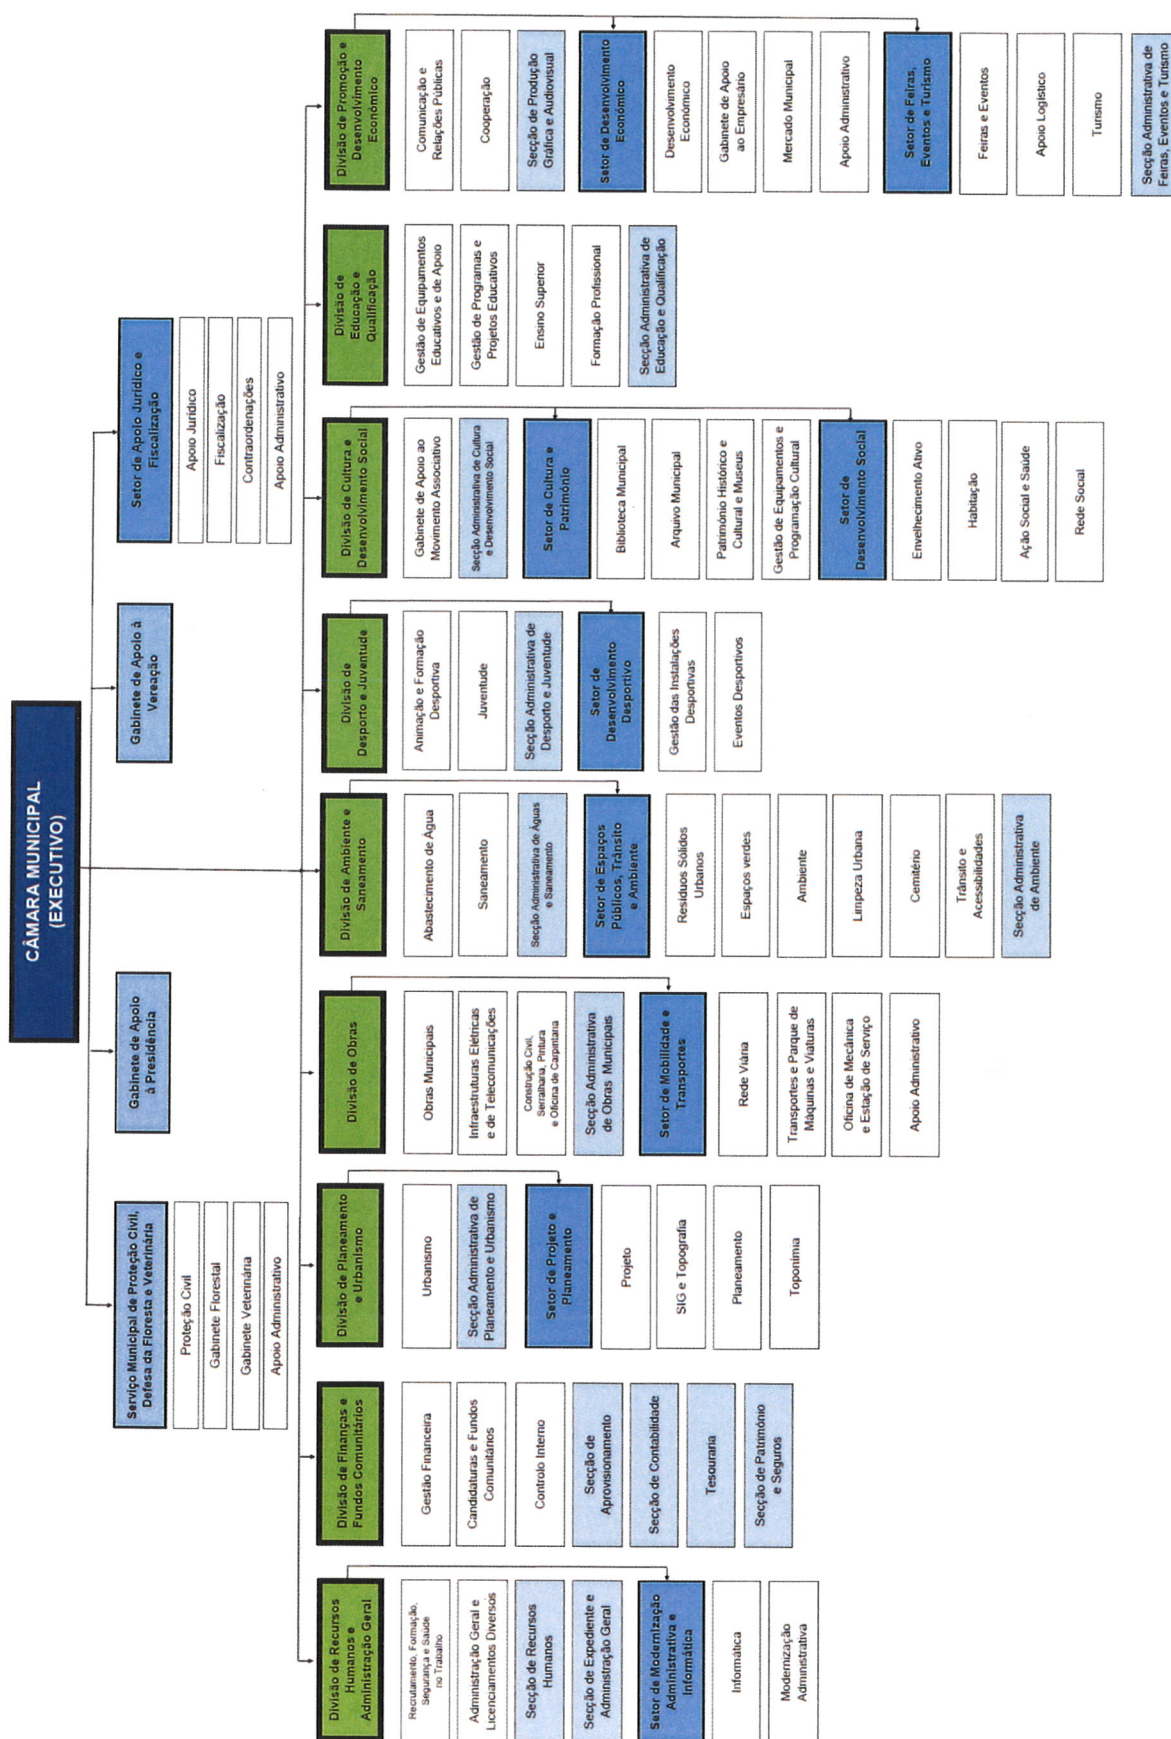 CÂMARA MUNICIPAL
(EXECUTIVO)
Serviço Municipal de Proteção Civil,
Defesa da Floresta e Veterinária
Proteção Civil
Gabinete Florestal
Gabinete Veterinária
Apoio Administrativo
Gabinete de Apoio
à Presidência
Gabinete de Apoio à
Vereação
Setor de Apoio Jurídico e
Fiscalização
Apoio Jurídico
Fiscalização
Contraordenações
Apoio Administrativo
Divisão de Recursos
Humanos e
Administração Geral
Recrutamento, Formação,
Segurança e Saúde
no Trabalho
Administração Geral e
Licenciamentos Diversos
Secção de Recursos
Humanos
Secção de Expediente e
Administração Geral
Setor de Modernização
Administrativa e
Informática
Informática
Modernização
Administrativa
Divisão de Finanças e
Fundos Comunitários
Gestão Financeira
Candidaturas e Fundos
Comunitários
Controlo Interno
Secção de
Aprovisionamento
Secção de Contabilidade
Tesouraria
Secção de Património
e Seguros
Divisão de Planeamento
e Urbanismo
Urbanismo
Secção Administrativa de
Planeamento e Urbanismo
Setor de Projeto e
Planeamento
Projeto
SIG e Topografia
Planeamento
Toponímia
Divisão de Obras
Obras Municipais
Infraestruturas Elétricas
e de Telecomunicações
Construção Civil,
Serralharia, Pintura
e Oficina de Carpintaria
Secção Administrativa
de Obras Municipais
Setor de Mobilidade e
Transportes
Rede Viária
Transportes e Parque de
Máquinas e Viaturas
Oficina de Mecânica
e Estação de Serviço
Apoio Administrativo
Divisão de Ambiente e
Saneamento
Abastecimento de Água
Saneamento
Secção Administrativa de Águas
e Saneamento
Setor de Espaços
Públicos, Trânsito
e Ambiente
Resíduos Sólidos
Urbanos
Espaços verdes
Ambiente
Limpeza Urbana
Cemitério
Trânsito e
Acessibilidades
Secção Administrativa
de Ambiente
Divisão de
Desporto e Juventude
Animação e Formação
Desportiva
Juventude
Secção Administrativa de
Desporto e Juventude
Setor de
Desenvolvimento
Desportivo
Gestão das Instalações
Desportivas
Eventos Desportivos
Divisão de Cultura e
Desenvolvimento Social
Gabinete de Apoio ao
Movimento Associativo
Secção Administrativa de Cultura
e Desenvolvimento Social
Setor de Cultura e
Património
Biblioteca Municipal
Arquivo Municipal
Património Histórico e
Cultural e Museus
Gestão de Equipamentos e
Programação Cultural
Setor de
Desenvolvimento Social
Envelhecimento Ativo
Habitação
Ação Social e Saúde
Rede Social
Divisão de
Educação e
Qualificação
Gestão de Equipamentos
Educativos e de Apoio
Gestão de Programas e
Projetos Educativos
Ensino Superior
Formação Profissional
Secção Administrativa de
Educação e Qualificação
Divisão de Promoção e
Desenvolvimento
Económico
Comunicação e
Relações Públicas
Cooperação
Secção de Produção
Gráfica e Audiovisual
Setor de Desenvolvimento
Económico
Desenvolvimento
Económico
Gabinete de Apoio
ao Empresário
Mercado Municipal
Apoio Administrativo
Setor de Feiras,
Eventos e Turismo
Feiras e Eventos
Apoio Logístico
Turismo
Secção Administrativa de
Feiras, Eventos e Turismo